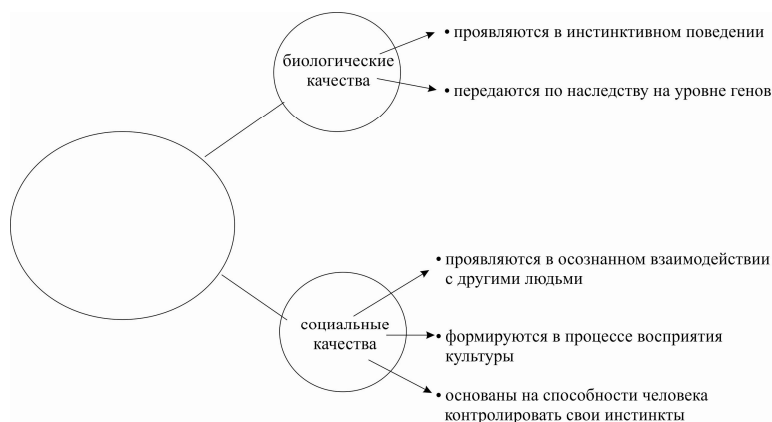 биологические
качества
• проявляются в инстинктивном поведении
• передаются по наследству на уровне генов
социальные
качества
• проявляются в осознанном взаимодействии
с другими людьми
• формируются в процессе восприятия
культуры
• основаны на способности человека
контролировать свои инстинкты